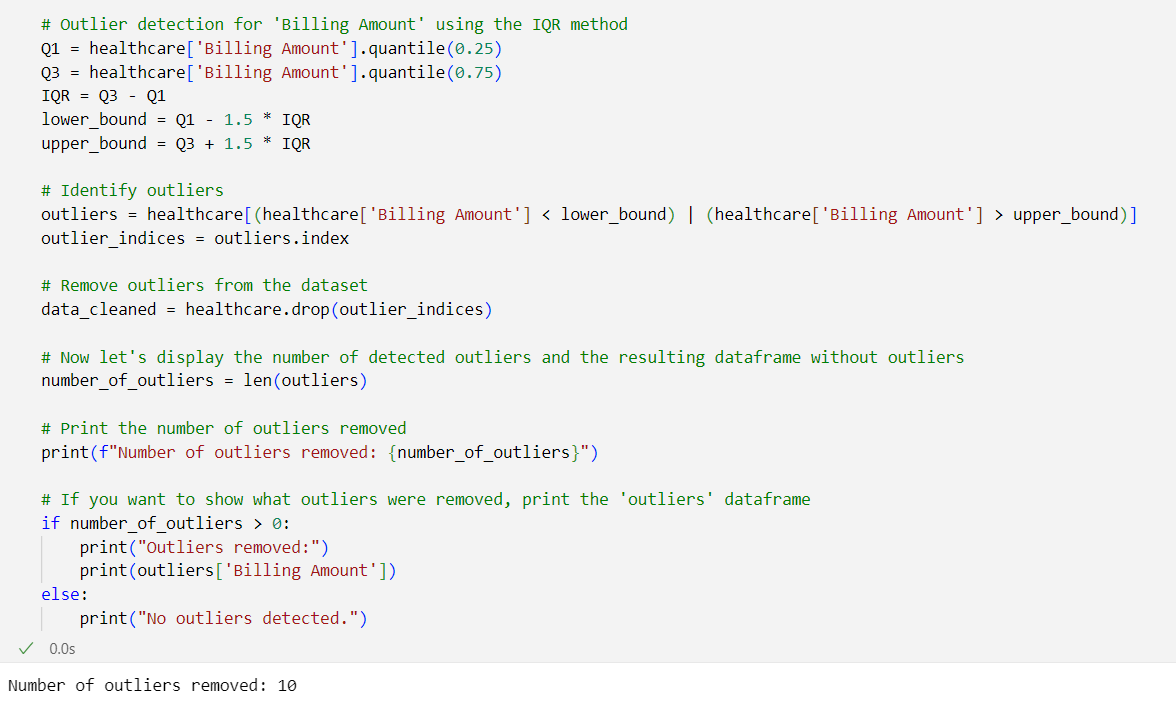 # Outlier detection for 'Billing Amount' using the IQR method
Q1 = healthcare['Billing Amount'].quantile(0.25)
Q3 = healthcare['Billing Amount'].quantile(0.75)
IQR = Q3 - Q1
lower_bound = Q1 - 1.5 * IQR
upper_bound = Q3 + 1.5 * IQR
# Identify outliers
outliers = healthcare[(healthcare['Billing Amount'] < lower_bound) | (healthcare['Billing Amount'] > upper_bound)]
outlier_indices = outliers.index
# Remove outliers from the dataset
data_cleaned = healthcare.drop(outlier_indices)
# Now let's display the number of detected outliers and the resulting dataframe without outliers
number_of_outliers = len(outliers)
# Print the number of outliers removed
print(f"Number of outliers removed: {number_of_outliers}")
# If you want to show what outliers were removed, print the 'outliers' dataframe
if number_of_outliers > 0:
    print("Outliers removed:")
    print(outliers['Billing Amount'])
else:
    print("No outliers detected.")
0.0s
Number of outliers removed: 10